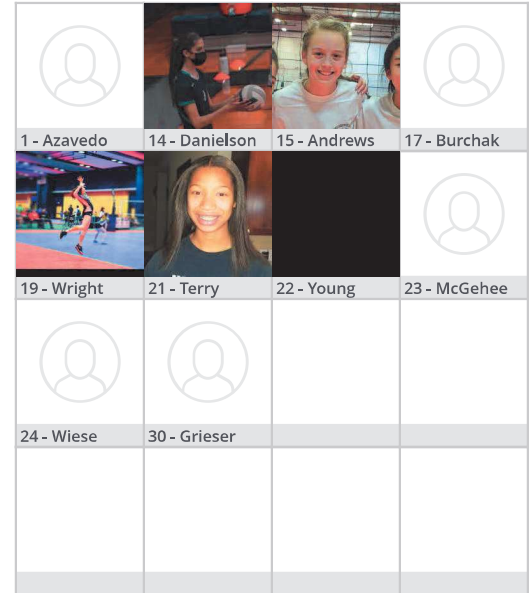 1 - Azavedo
14 - Danielson
15 - Andrews
17 - Burchak
19 - Wright
21 - Terry
22 - Young
23 - McGehee
24 - Wiese
30 - Grieser